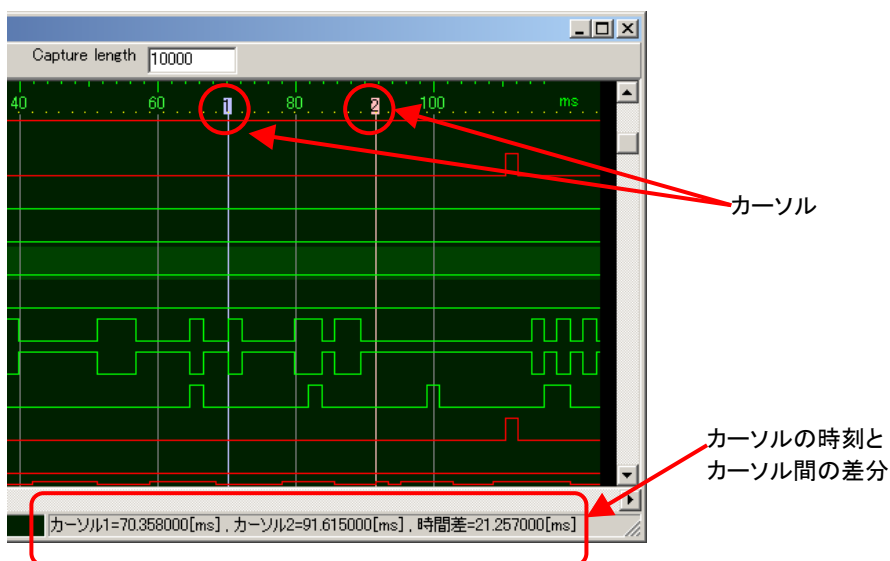 Capture length 10000
40 60 1 80 2 100 ms
カーソル
カーソルの時刻と
カーソル間の差分
カーソル1=70.358000[ms] , カーソル2=91.615000[ms] , 時間差=21.257000[ms]